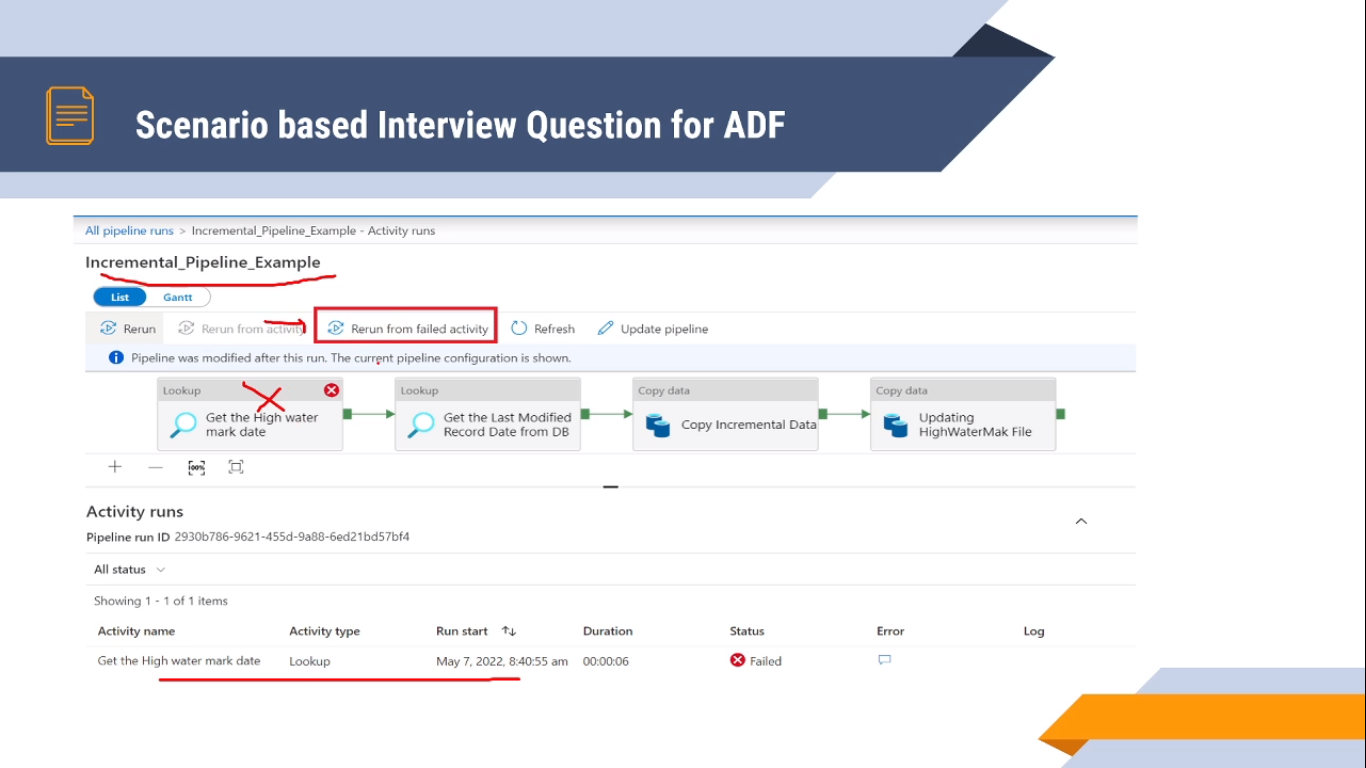 Scenario based Interview Question for ADF
All pipeline runs > Incremental_Pipeline_Example - Activity runs
Incremental_Pipeline_Example
List Gantt
Rerun Rerun from activity Rerun from failed activity Refresh Update pipeline
Pipeline was modified after this run. The current pipeline configuration is shown.
Lookup Lookup Copy data Copy data
Get the High water
mark date
Get the Last Modified
Record Date from DB
Copy Incremental Data
Updating
HighWaterMak File
100%
Activity runs
Pipeline run ID 2930b786-9621-455d-9a88-6ed21bd57bf4
All status
Showing 1 - 1 of 1 items
Activity name Activity type Run start Duration Status Error Log
Get the High water mark date Lookup May 7, 2022, 8:40:55 am 00:00:06 Failed